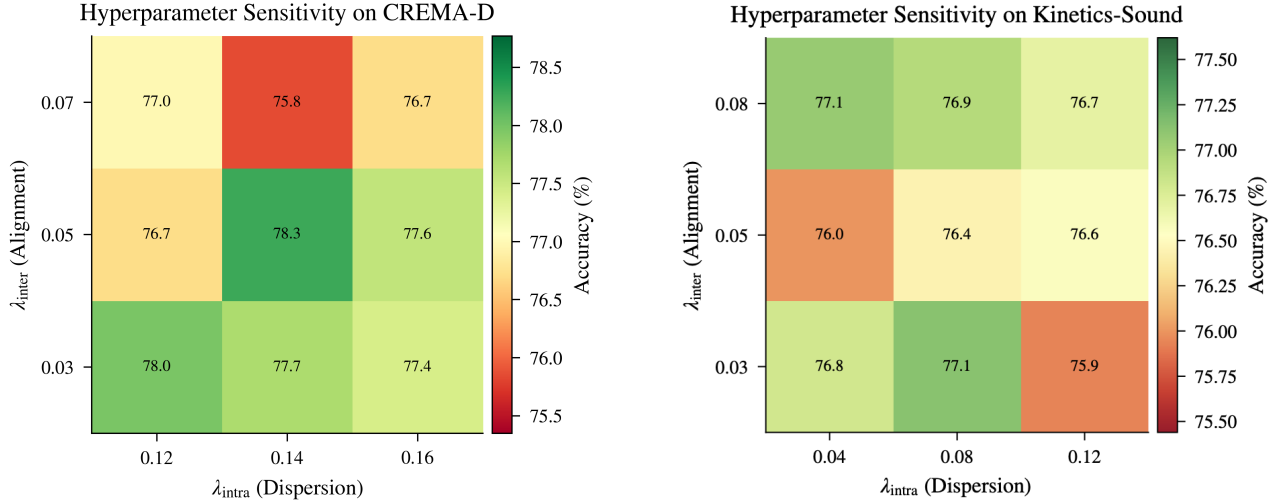 Hyperparameter Sensitivity on CREMA-D
λinter (Alignment)
0.07
77.0 75.8 76.7
0.05
76.7 78.3 77.6
0.03
78.0 77.7 77.4
0.12 0.14 0.16
λintra (Dispersion)
78.5
78.0
77.5
77.0
76.5
76.0
75.5
Accuracy (%)
Hyperparameter Sensitivity on Kinetics-Sound
λinter (Alignment)
0.08
77.1 76.9 76.7
0.05
76.0 76.4 76.6
0.03
76.8 77.1 75.9
0.04 0.08 0.12
λintra (Dispersion)
77.50
77.25
77.00
76.75
76.50
76.25
76.00
75.75
75.50
Accuracy (%)